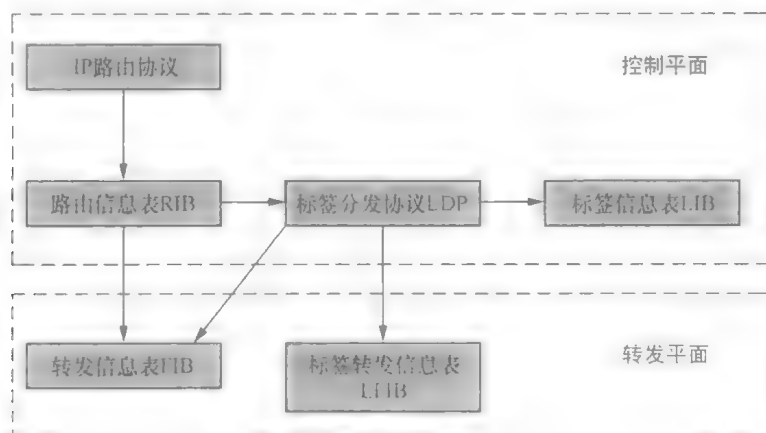 IP路由协议
控制平面
路由信息表RIB
标签分发协议LDP
标签信息表LIB
转发信息表FIB
标签转发信息表
LFIB
转发平面